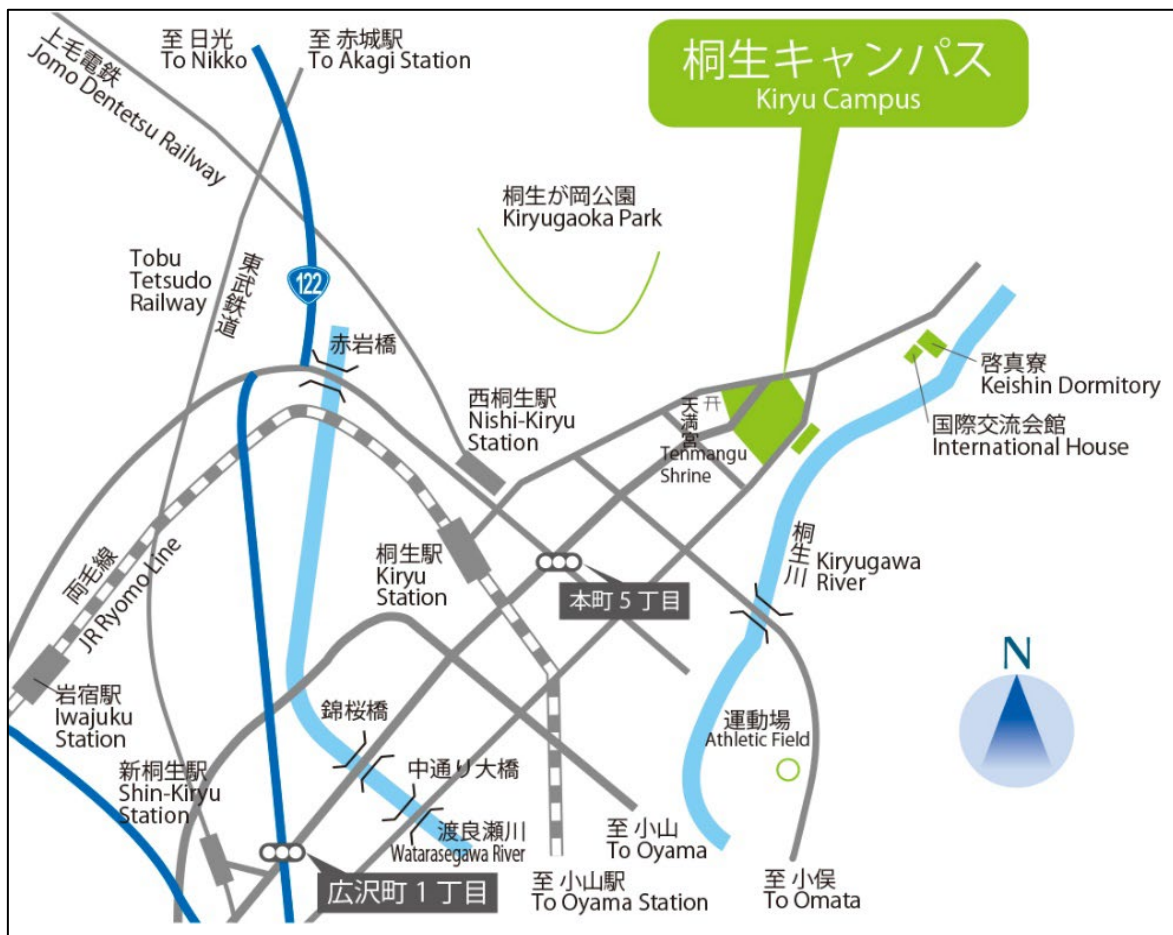 上毛電鉄
Jomo Dentetsu Railway
至 日光
To Nikko
至 赤城駅
To Akagi Station
桐生キャンパス
Kiryu Campus
桐生が岡公園
Kiryugaoka Park
Tobu
Tetsudo
Railway
東武鉄道
122
赤岩橋
西桐生駅
Nishi-Kiryu
Station
天満宮
Tenmangu
Shrine
啓真寮
Keishin Dormitory
国際交流会館
International House
両毛線
JR Ryomo Line
桐生駅
Kiryu
Station
本町 5 丁目
桐生川
Kiryugawa
River
N
岩宿駅
Iwajuku
Station
錦桜橋
運動場
Athletic Field
新桐生駅
Shin-Kiryu
Station
中通り大橋
渡良瀬川
Watarasegawa River
至 小山
To Oyama
広沢町 1 丁目
至 小山駅
To Oyama Station
至 小俣
To Omata